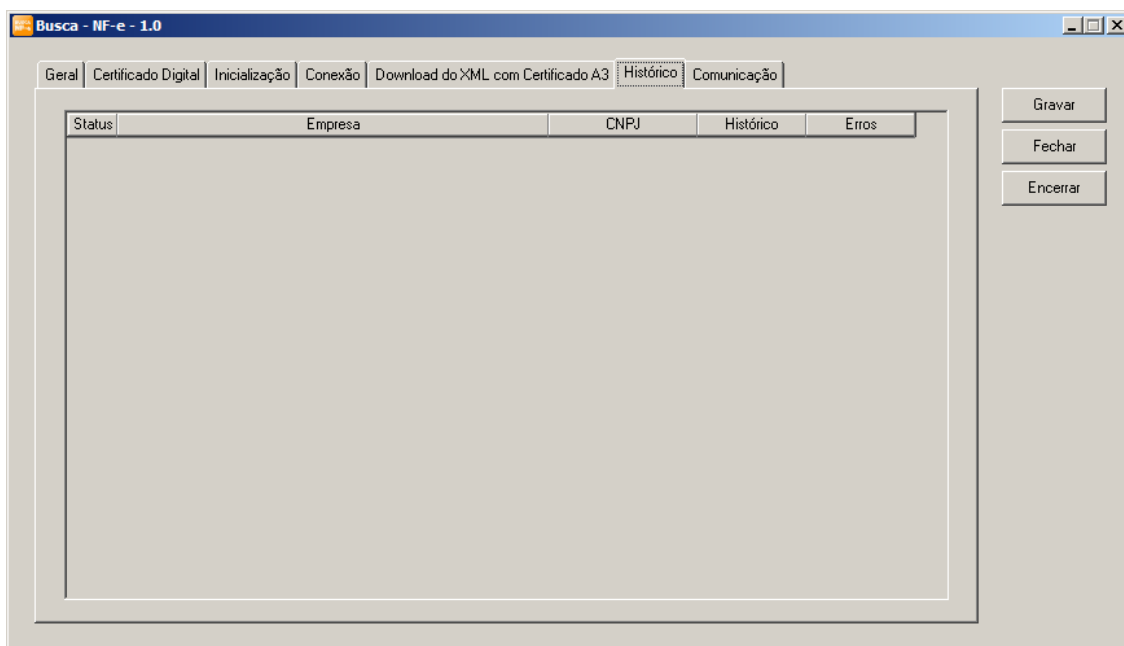 Busca - NF-e - 1.0
Geral Certificado Digital Inicialização Conexão Download do XML com Certificado A3 Histórico Comunicação
Status Empresa CNPJ Histórico Erros
Gravar
Fechar
Encerrar